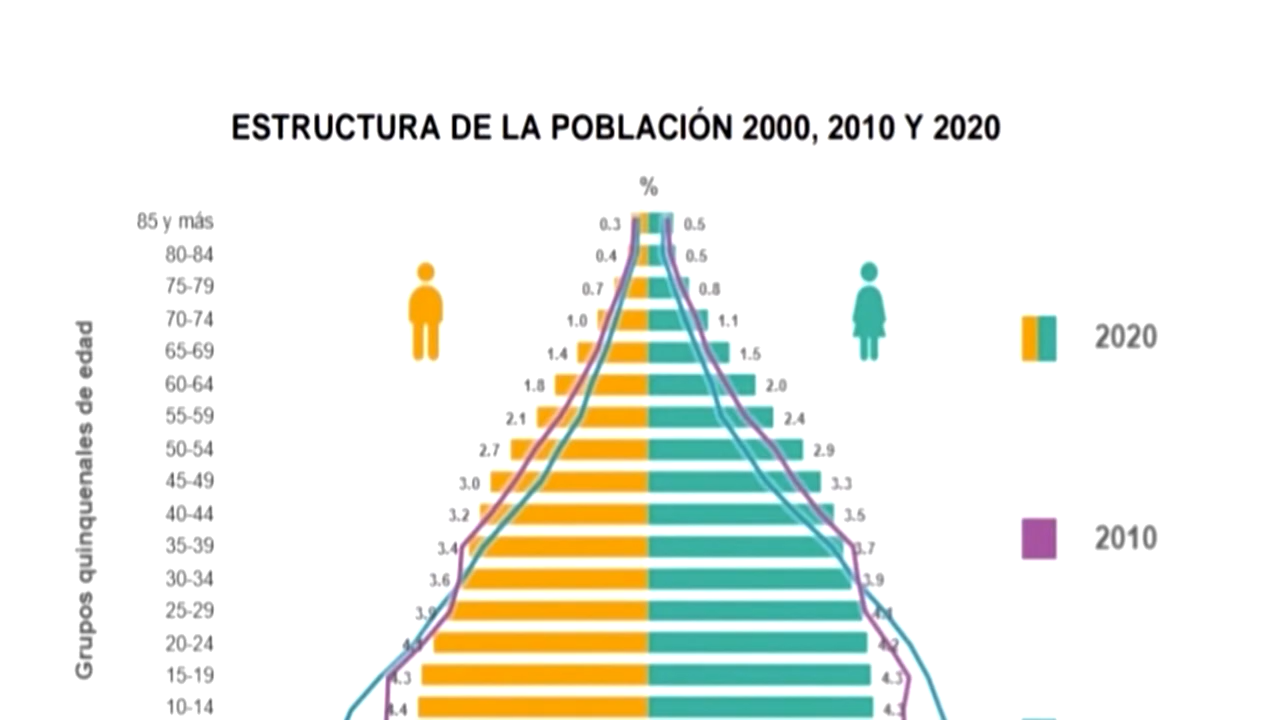 ESTRUCTURA DE LA POBLACIÓN 2000, 2010 Y 2020
%
Grupos quinquenales de edad
85 y más 0.3 0.5
80-84 0.4 0.5
75-79 0.7 0.8
70-74 1.0 1.1
65-69 1.4 1.5
60-64 1.8 2.0
55-59 2.1 2.4
50-54 2.7 2.9
45-49 3.0 3.3
40-44 3.2 3.5
35-39 3.4 3.7
30-34 3.6 3.9
25-29
20-24 4.2
15-19 4.3 4.3
10-14 4.4
2020
2010